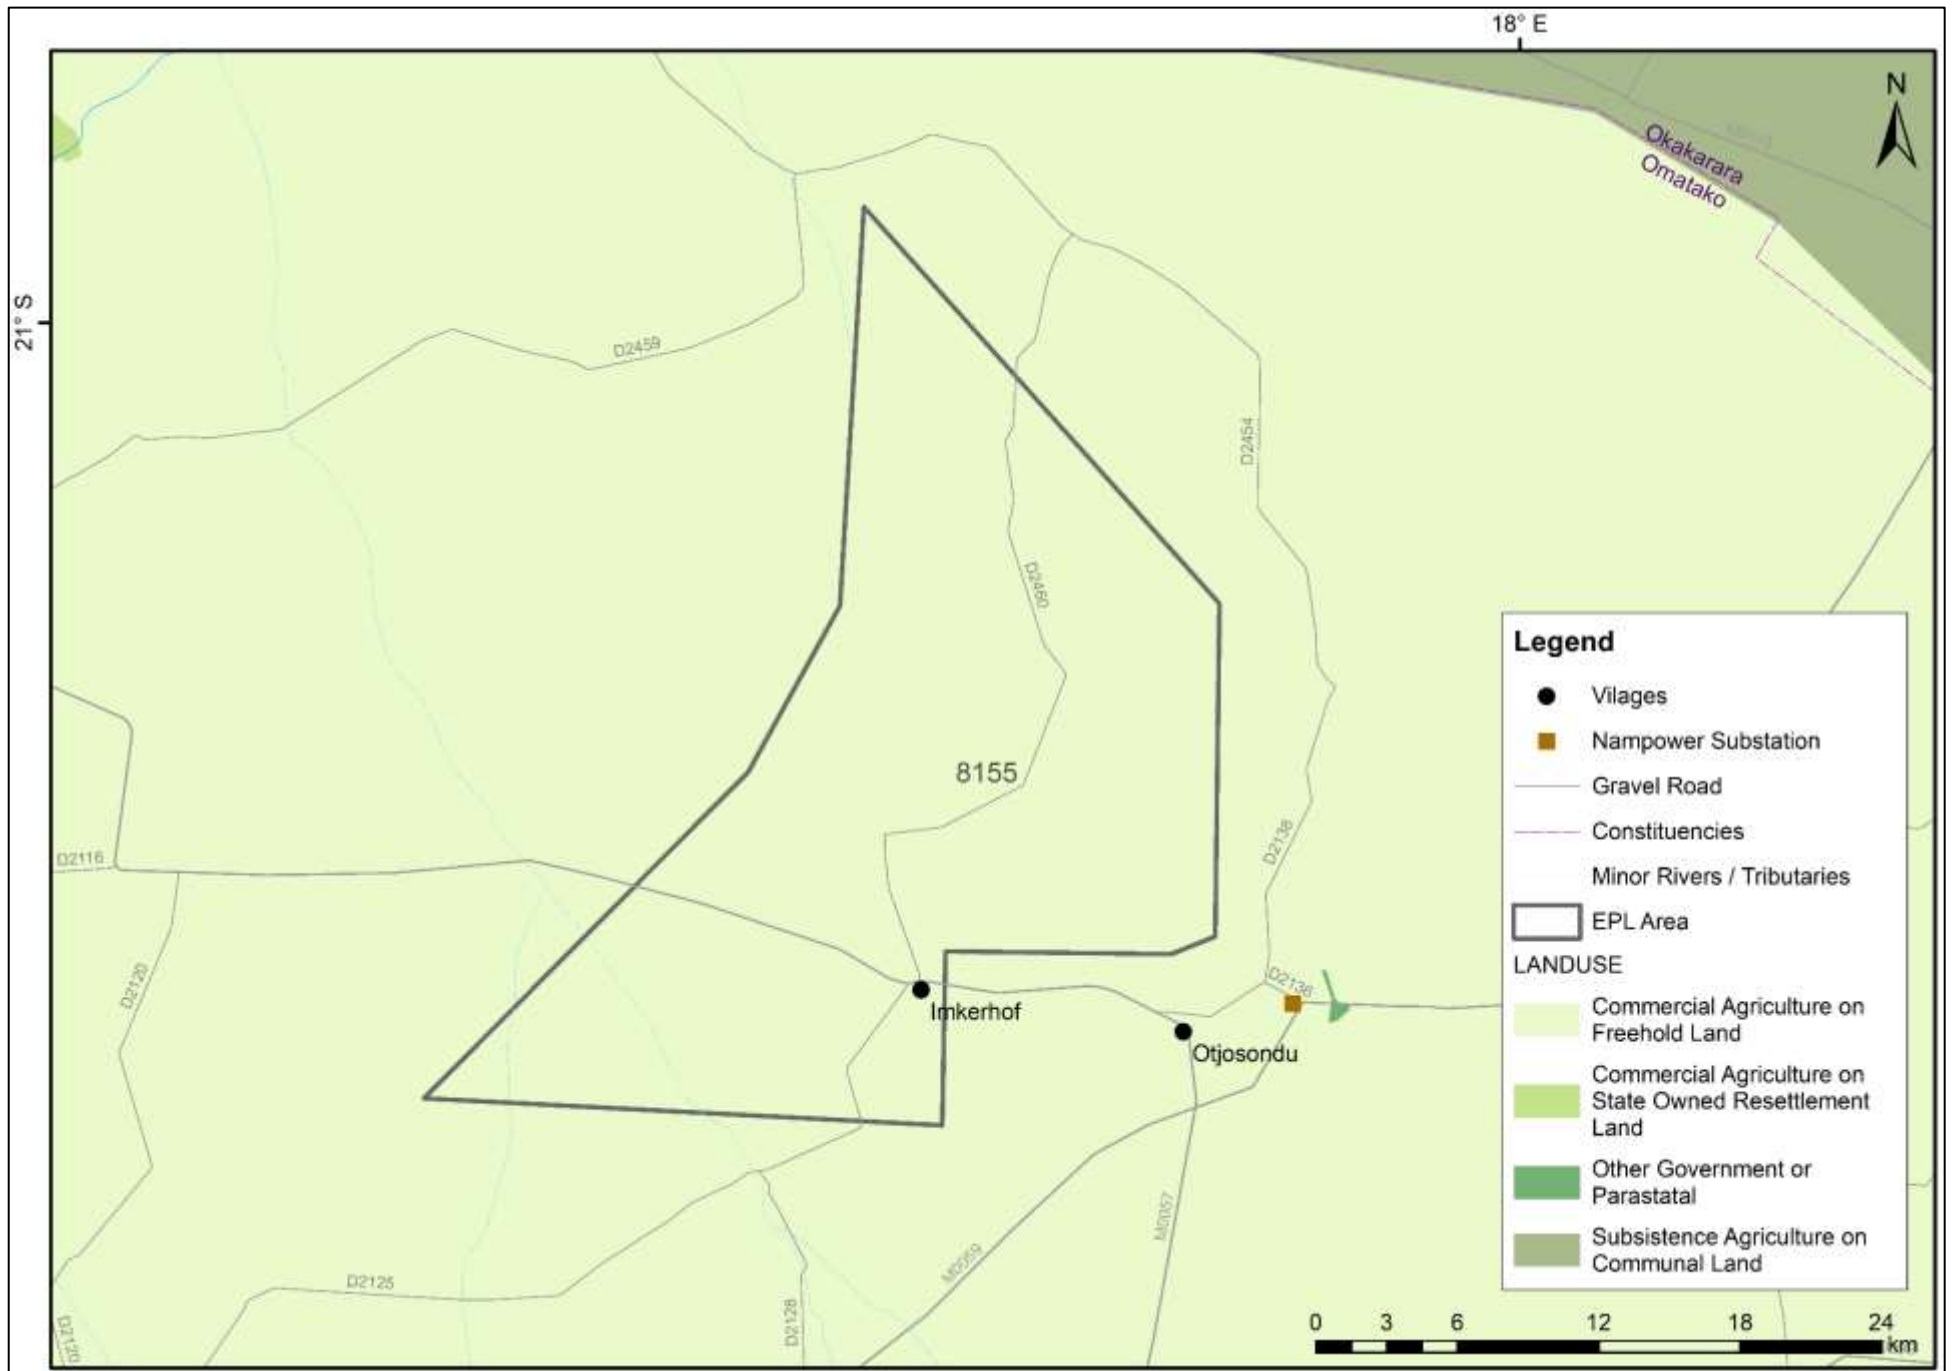 18° E
N
21° S
Okakarara
Omatako
D2459
D2454
D2460
8155
D2116
D2138
D2120
D2138
Imkerhof
Otjosondu
M0057
M0059
D2125
D2128
D2120
Legend
Vilages
Nampower Substation
Gravel Road
Constituencies
Minor Rivers / Tributaries
EPL Area
LANDUSE
Commercial Agriculture on
Freehold Land
Commercial Agriculture on
State Owned Resettlement
Land
Other Government or
Parastatal
Subsistence Agriculture on
Communal Land
0 3 6 12 18 24
km